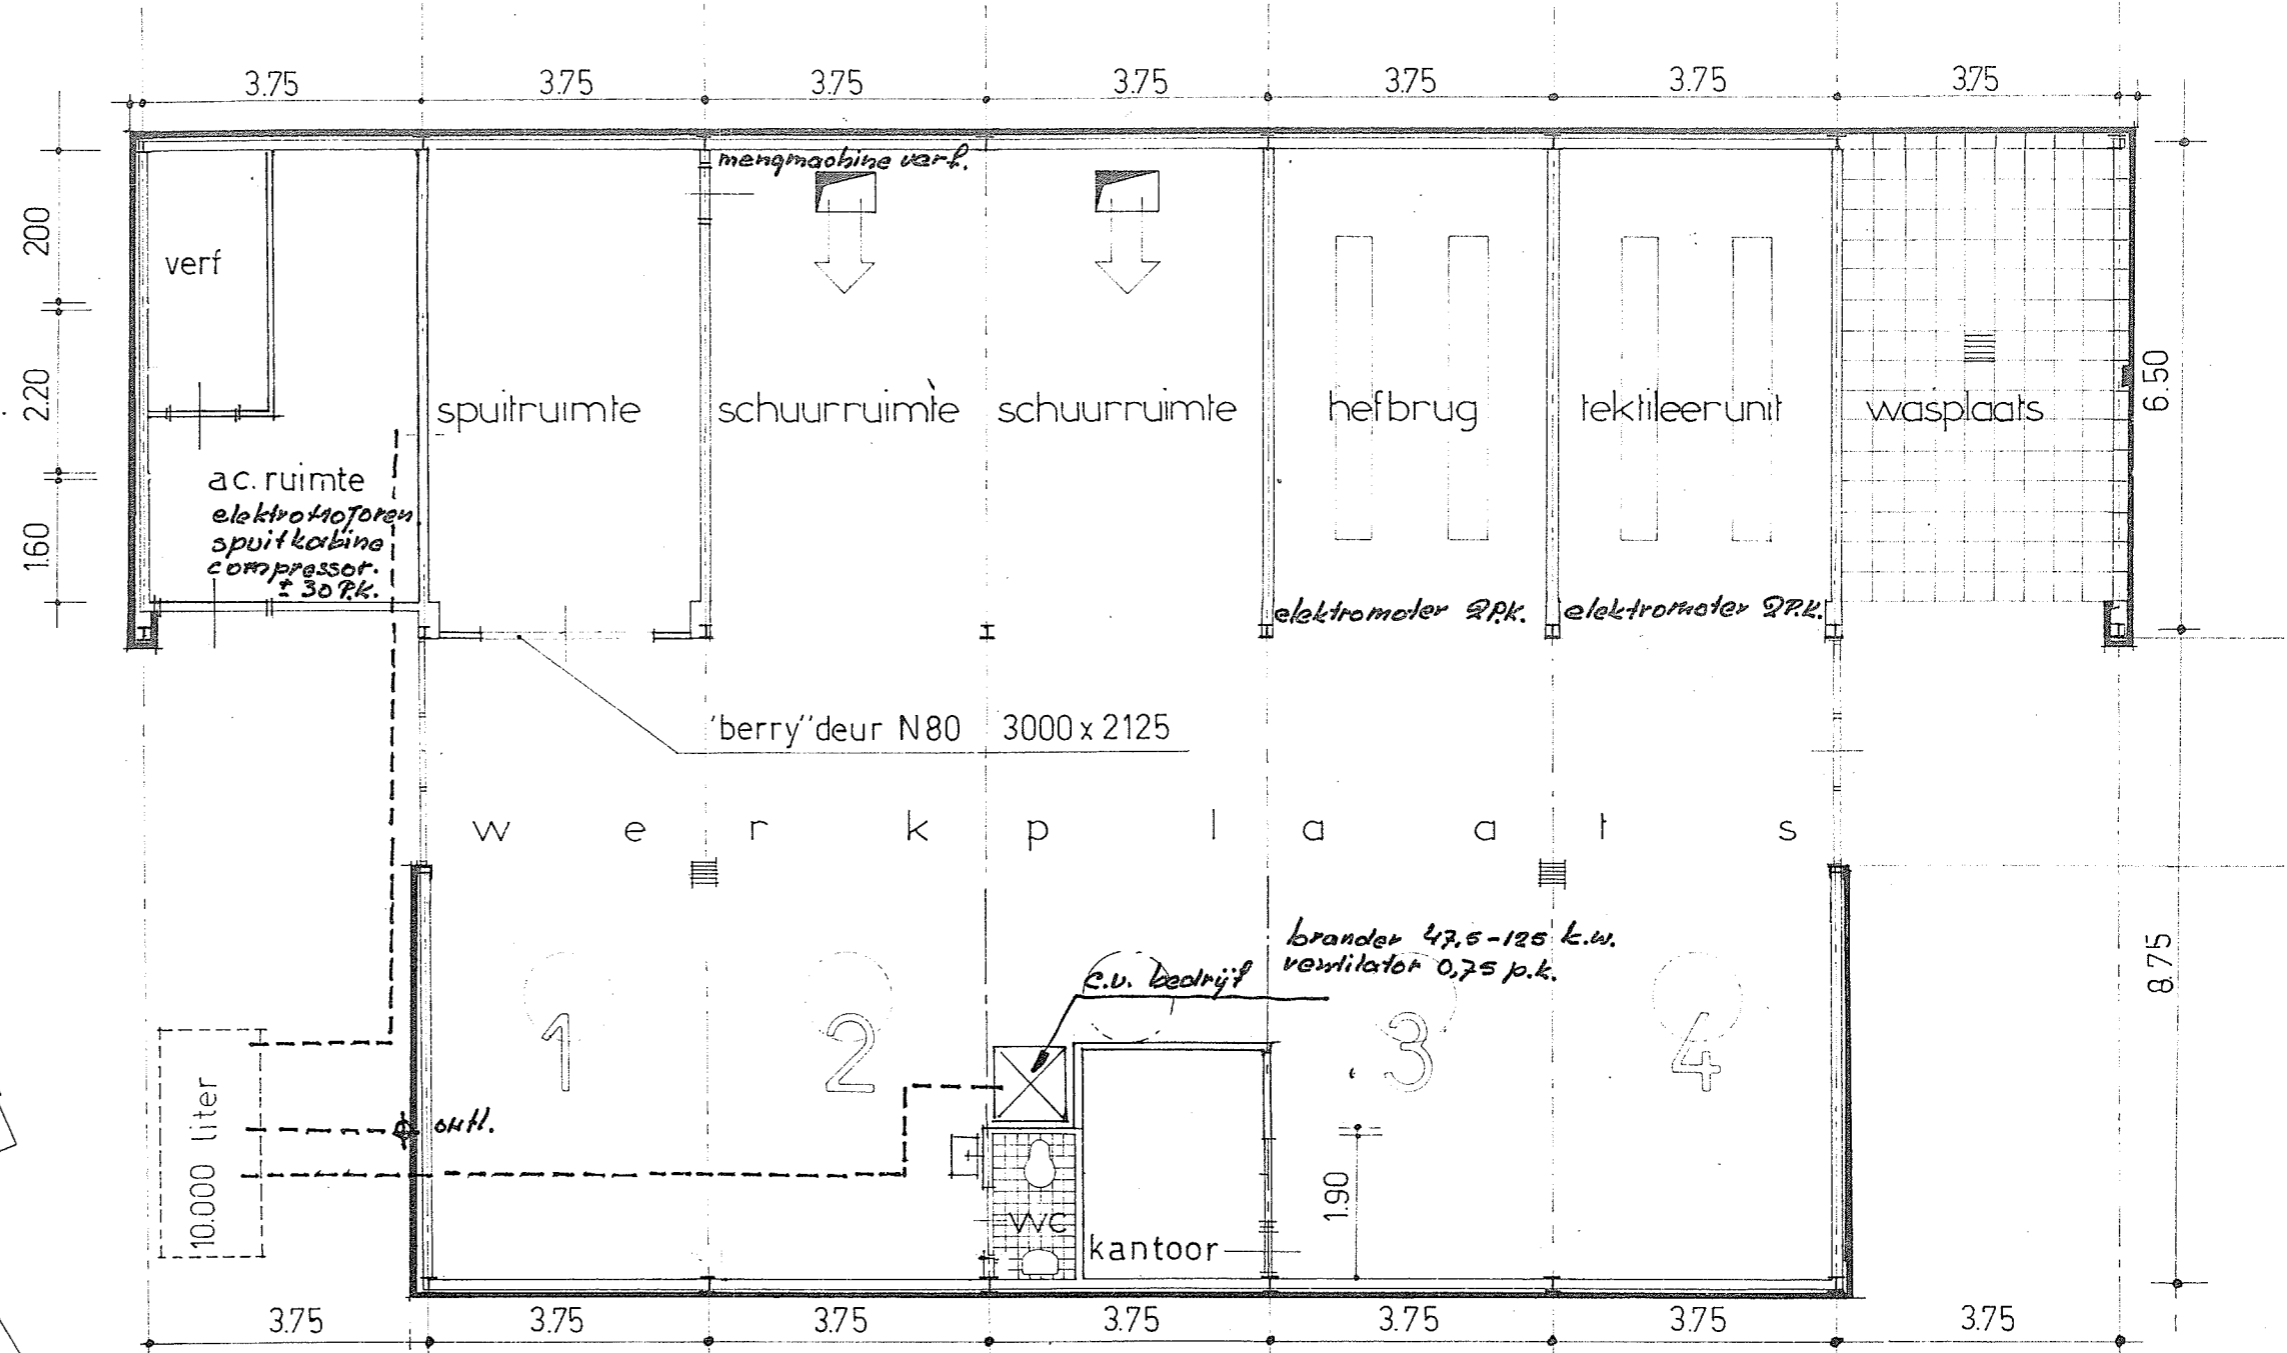 3.75 3.75 3.75 3.75 3.75 3.75 3.75
mengmachine verf.
200
verf
2.20
6.50
spuitruimte schuurruimte schuurruimte hefbrug tektileerunit wasplaats
ac. ruimte
elektromotoren
spuitkabine
compressor.
± 30 P.K.
1.60
elektromoter 2P.K. elektromoter 2P.K.
"berry" deur N80 3000 x 2125
werkplaats
brander 47,5-125 k.w.
ventilator 0,75 p.k.
c.v. bedrijf
8.75
1 2 3 4
10.000 liter
ontl.
1.90
WC
kantoor
3.75 3.75 3.75 3.75 3.75 3.75 3.75